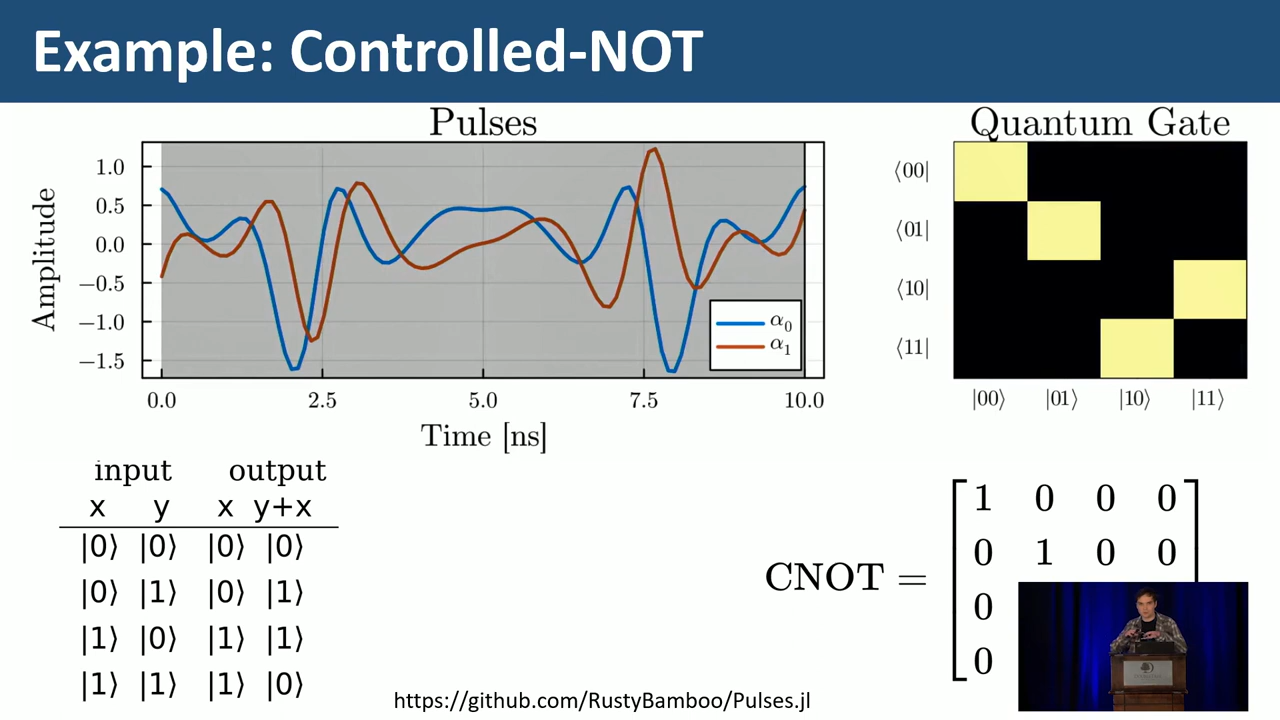 Example: Controlled-NOT
Pulses
Amplitude
1.0
0.5
0.0
−0.5
−1.0
−1.5
α₀
α₁
0.0 2.5 5.0 7.5 10.0
Time [ns]
Quantum Gate
⟨00|
⟨01|
⟨10|
⟨11|
|00⟩ |01⟩ |10⟩ |11⟩
input output
x y x y+x
|0⟩ |0⟩ |0⟩ |0⟩
|0⟩ |1⟩ |0⟩ |1⟩
|1⟩ |0⟩ |1⟩ |1⟩
|1⟩ |1⟩ |1⟩ |0⟩
CNOT =
1 0 0 0
0 1 0 0
0
0
https://github.com/RustyBamboo/Pulses.jl